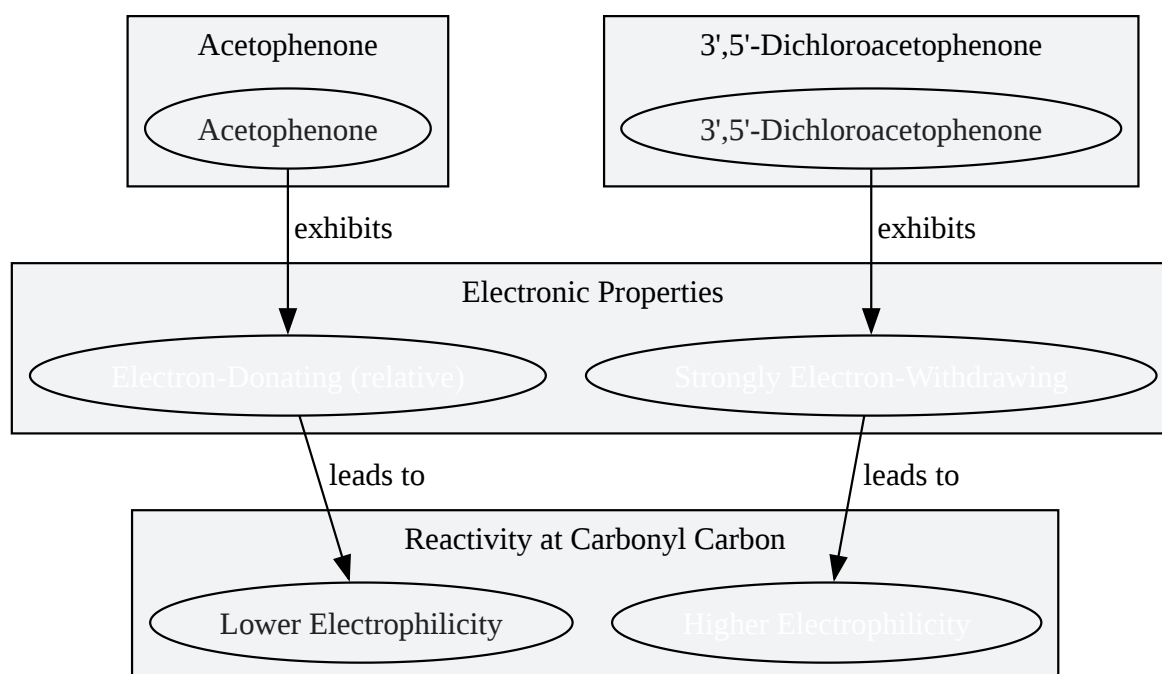 Acetophenone
3',5'-Dichloroacetophenone
Acetophenone
3',5'-Dichloroacetophenone
exhibits
exhibits
Electronic Properties
Electron-Donating (relative)
Strongly Electron-Withdrawing
leads to
leads to
Reactivity at Carbonyl Carbon
Lower Electrophilicity
Higher Electrophilicity